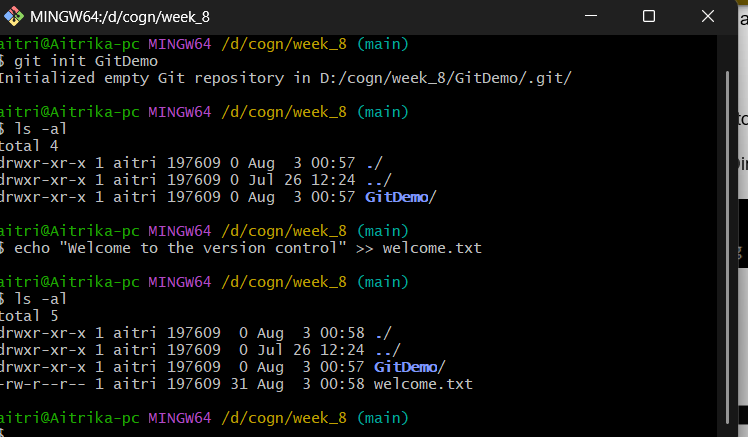 MINGW64:/d/cogn/week_8
aitri@Aitrika-pc MINGW64 /d/cogn/week_8 (main)
$ git init GitDemo
Initialized empty Git repository in D:/cogn/week_8/GitDemo/.git/
aitri@Aitrika-pc MINGW64 /d/cogn/week_8 (main)
$ ls -al
total 4
drwxr-xr-x 1 aitri 197609 0 Aug  3 00:57 ./
drwxr-xr-x 1 aitri 197609 0 Jul 26 12:24 ../
drwxr-xr-x 1 aitri 197609 0 Aug  3 00:57 GitDemo/
aitri@Aitrika-pc MINGW64 /d/cogn/week_8 (main)
$ echo "Welcome to the version control" >> welcome.txt
aitri@Aitrika-pc MINGW64 /d/cogn/week_8 (main)
$ ls -al
total 5
drwxr-xr-x 1 aitri 197609  0 Aug  3 00:58 ./
drwxr-xr-x 1 aitri 197609  0 Jul 26 12:24 ../
drwxr-xr-x 1 aitri 197609  0 Aug  3 00:57 GitDemo/
-rw-r--r-- 1 aitri 197609 31 Aug  3 00:58 welcome.txt
aitri@Aitrika-pc MINGW64 /d/cogn/week_8 (main)
$